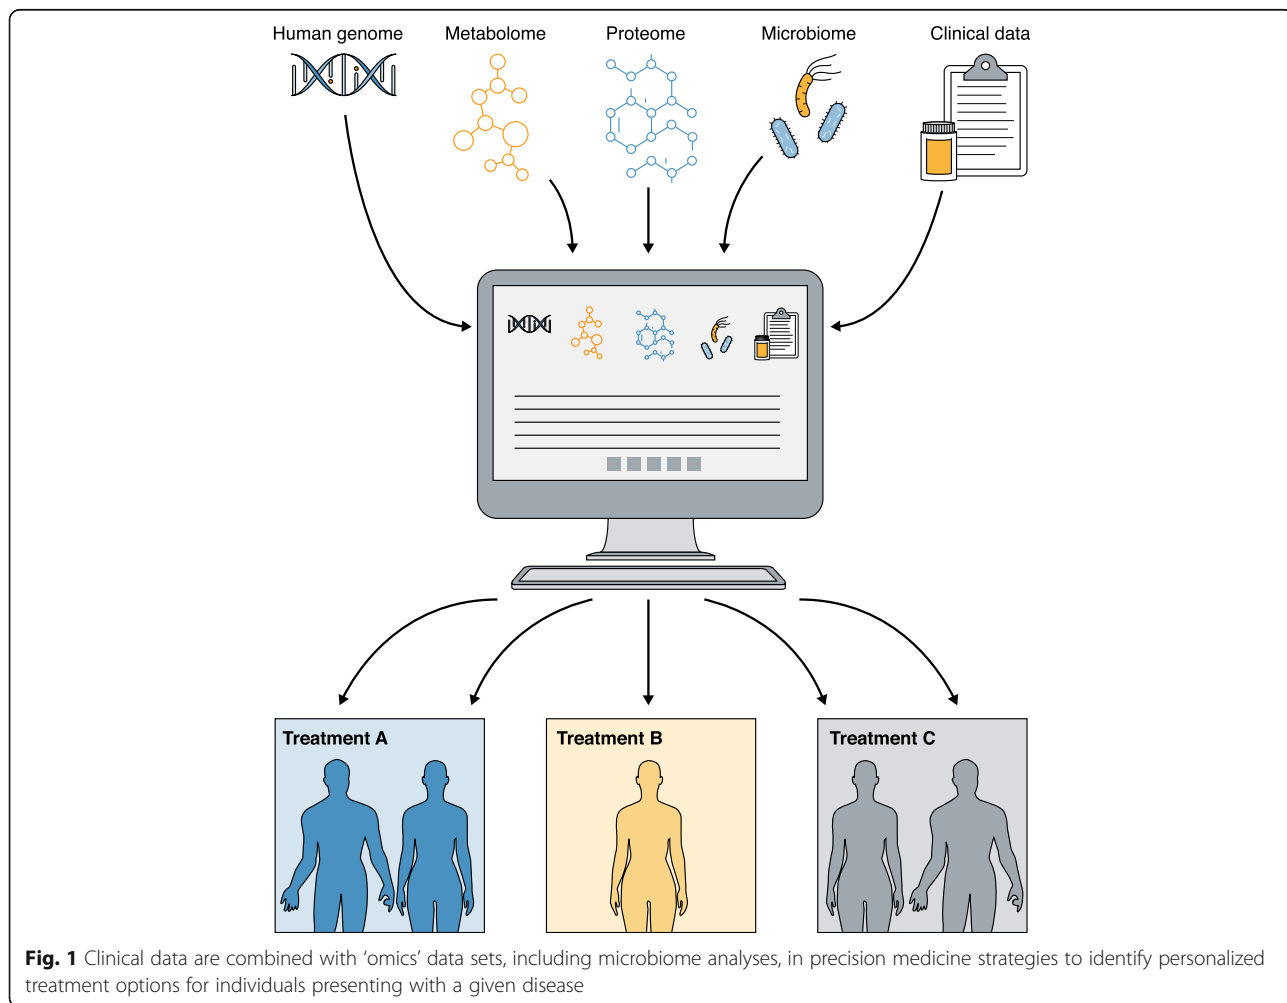 Human genome Metabolome Proteome Microbiome Clinical data
Treatment A Treatment B Treatment C
Fig. 1 Clinical data are combined with ‘omics’ data sets, including microbiome analyses, in precision medicine strategies to identify personalized
treatment options for individuals presenting with a given disease